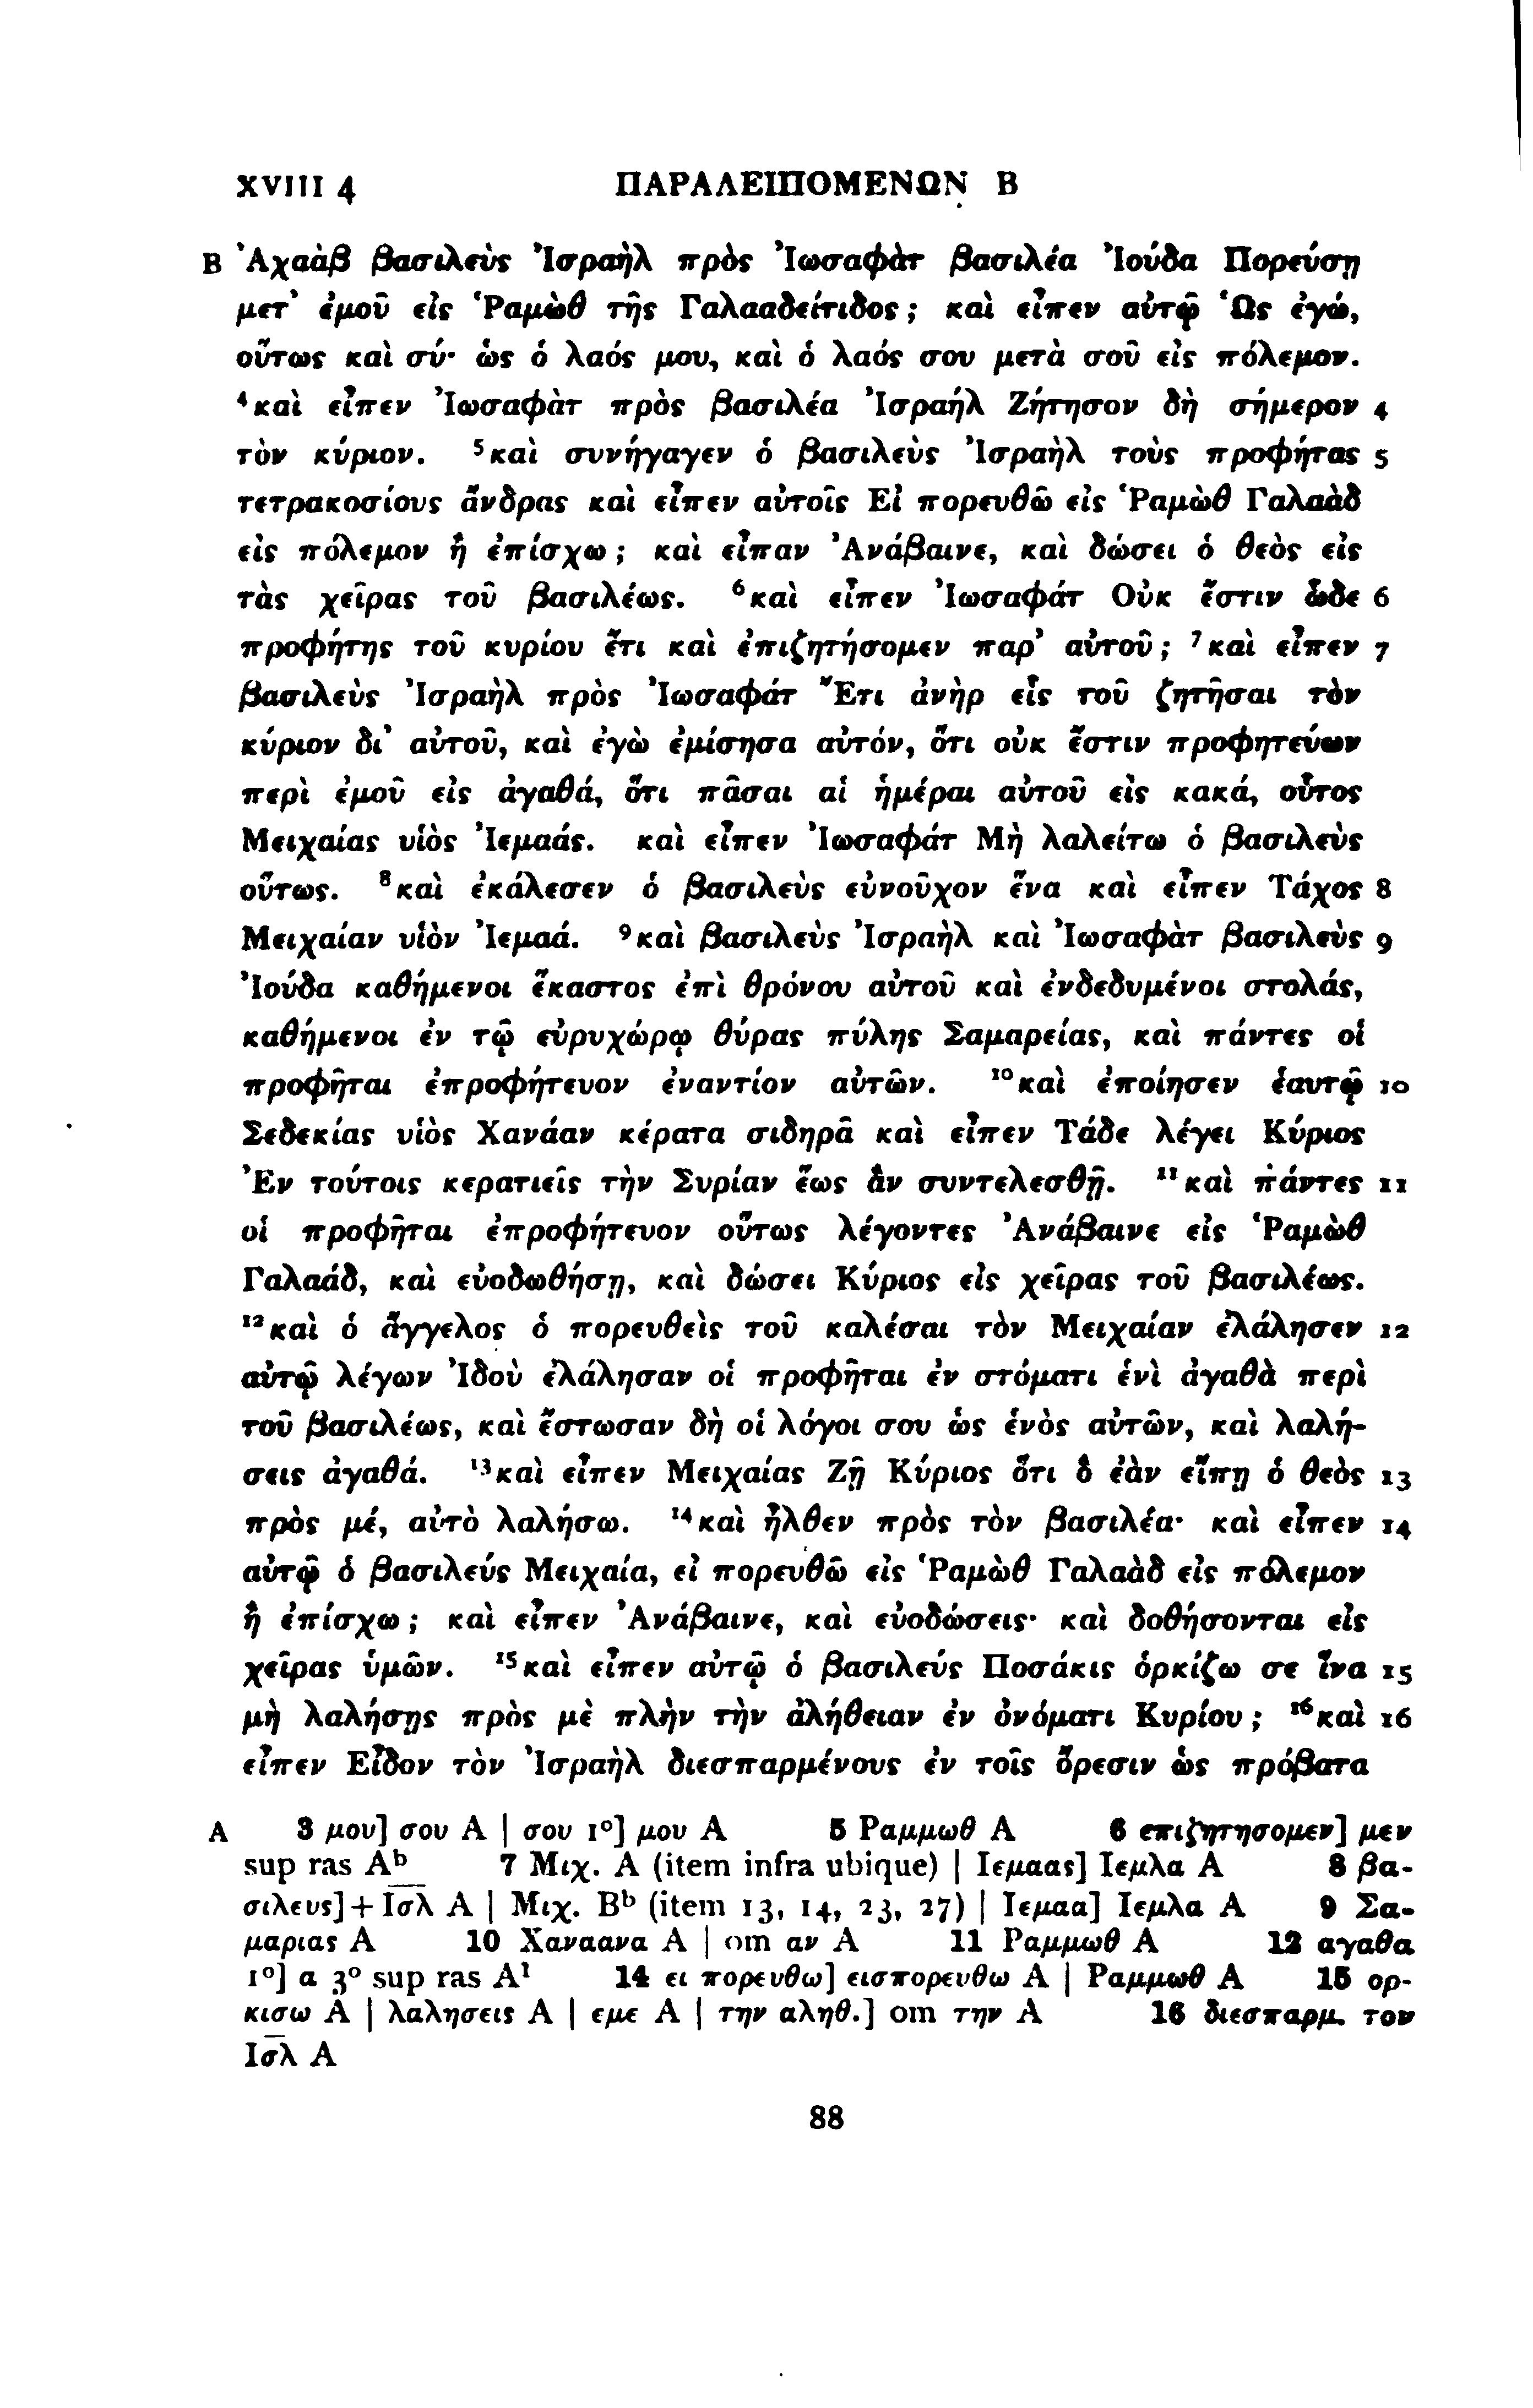 XVIII 4 ΠΑΡΑΛΕΙΠΟΜΕΝΩΝ Β
B Ἀχαὰβ βασιλεὺς Ἰσραὴλ πρὸς Ἰωσαφὰτ βασιλέα Ἰούδα Πορεύσῃ
μετ᾽ ἐμοῦ εἰς Ῥαμὼθ τῆς Γαλααδείτιδος; καὶ εἶπεν αὐτῷ Ὡς ἐγώ,
οὕτως καὶ σύ· ὡς ὁ λαός μου, καὶ ὁ λαός σου μετὰ σοῦ εἰς πόλεμον.
⁴καὶ εἶπεν Ἰωσαφὰτ πρὸς βασιλέα Ἰσραήλ Ζήτησον δὴ σήμερον 4
τὸν κύριον. ⁵καὶ συνήγαγεν ὁ βασιλεὺς Ἰσραὴλ τοὺς προφήτας 5
τετρακοσίους ἄνδρας καὶ εἶπεν αὐτοῖς Εἰ πορευθῶ εἰς Ῥαμὼθ Γαλαὰδ
εἰς πόλεμον ἢ ἐπίσχω; καὶ εἶπαν Ἀνάβαινε, καὶ δώσει ὁ θεὸς εἰς
τὰς χεῖρας τοῦ βασιλέως. ⁶καὶ εἶπεν Ἰωσαφάτ Οὐκ ἔστιν ὧδε 6
προφήτης τοῦ κυρίου ἔτι καὶ ἐπιζητήσομεν παρ᾽ αὐτοῦ; ⁷καὶ εἶπεν 7
βασιλεὺς Ἰσραὴλ πρὸς Ἰωσαφάτ Ἔτι ἀνὴρ εἷς τοῦ ζητῆσαι τὸν
κύριον δι᾽ αὐτοῦ, καὶ ἐγὼ ἐμίσησα αὐτόν, ὅτι οὐκ ἔστιν προφητεύων
περὶ ἐμοῦ εἰς ἀγαθά, ὅτι πᾶσαι αἱ ἡμέραι αὐτοῦ εἰς κακά, οὗτος
Μειχαίας υἱὸς Ἰεμαάς. καὶ εἶπεν Ἰωσαφάτ Μὴ λαλείτω ὁ βασιλεὺς
οὕτως. ⁸καὶ ἐκάλεσεν ὁ βασιλεὺς εὐνοῦχον ἕνα καὶ εἶπεν Τάχος 8
Μειχαίαν υἱὸν Ἰεμαά. ⁹καὶ βασιλεὺς Ἰσραὴλ καὶ Ἰωσαφὰτ βασιλεὺς 9
Ἰούδα καθήμενοι ἕκαστος ἐπὶ θρόνου αὐτοῦ καὶ ἐνδεδυμένοι στολάς,
καθήμενοι ἐν τῷ εὐρυχώρῳ θύρας πύλης Σαμαρείας, καὶ πάντες οἱ
προφῆται ἐπροφήτευον ἐναντίον αὐτῶν. ¹⁰καὶ ἐποίησεν ἑαυτῷ 10
Σεδεκίας υἱὸς Χανάαν κέρατα σιδηρᾶ καὶ εἶπεν Τάδε λέγει Κύριος
Ἐν τούτοις κερατιεῖς τὴν Συρίαν ἕως ἂν συντελεσθῇ. ¹¹καὶ πάντες 11
οἱ προφῆται ἐπροφήτευον οὕτως λέγοντες Ἀνάβαινε εἰς Ῥαμὼθ
Γαλαάδ, καὶ εὐοδωθήσῃ, καὶ δώσει Κύριος εἰς χεῖρας τοῦ βασιλέως.
¹²καὶ ὁ ἄγγελος ὁ πορευθεὶς τοῦ καλέσαι τὸν Μειχαίαν ἐλάλησεν 12
αὐτῷ λέγων Ἰδοὺ ἐλάλησαν οἱ προφῆται ἐν στόματι ἑνὶ ἀγαθὰ περὶ
τοῦ βασιλέως, καὶ ἔστωσαν δὴ οἱ λόγοι σου ὡς ἑνὸς αὐτῶν, καὶ λαλή-
σεις ἀγαθά. ¹³καὶ εἶπεν Μειχαίας Ζῇ Κύριος ὅτι ὃ ἐὰν εἴπῃ ὁ θεὸς 13
πρὸς μέ, αὐτὸ λαλήσω. ¹⁴καὶ ἦλθεν πρὸς τὸν βασιλέα· καὶ εἶπεν 14
αὐτῷ ὁ βασιλεύς Μειχαία, εἰ πορευθῶ εἰς Ῥαμὼθ Γαλαὰδ εἰς πόλεμον
ἢ ἐπίσχω; καὶ εἶπεν Ἀνάβαινε, καὶ εὐοδώσεις· καὶ δοθήσονται εἰς
χεῖρας ὑμῶν. ¹⁵καὶ εἶπεν αὐτῷ ὁ βασιλεύς Ποσάκις ὁρκίζω σε ἵνα 15
μὴ λαλήσῃς πρὸς μὲ πλὴν τὴν ἀλήθειαν ἐν ὀνόματι Κυρίου; ¹⁶καὶ 16
εἶπεν Εἶδον τὸν Ἰσραὴλ διεσπαρμένους ἐν τοῖς ὄρεσιν ὡς πρόβατα
A 3 μου] σου A | σου 1°] μου A 5 Ραμμωθ A 6 επιζητησομεν] μεν
sup ras Aᵇ 7 Μιχ. A (item infra ubique) | Ιεμαας] Ιεμλα A 8 βα-
σιλευς]+Ι̅σ̅λ̅ A | Μιχ. Bᵇ (item 13, 14, 23, 27) | Ιεμαα] Ιεμλα A 9 Σα-
μαριας A 10 Χανаανα A | om αν A 11 Ραμμωθ A 12 αγαθα
1°] α 3° sup ras A¹ 14 ει πορευθω] εισπορευθω A | Ραμμωθ A 15 ορ-
κισω A | λαλησεις A | εμε A | την αληθ.] om την A 16 διεσπαρμ. τον
Ι̅σ̅λ̅ A
88